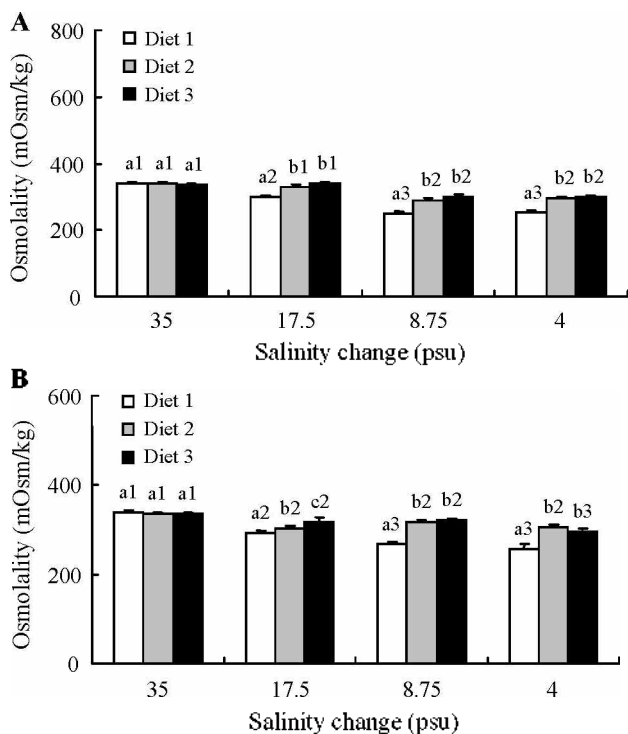 A
800
600
400
200
0
Osmolality (mOsm/kg)
Diet 1
Diet 2
Diet 3
a1 a1 a1 a2 b1 b1 a3 b2 b2 a3 b2 b2
35 17.5 8.75 4
Salinity change (psu)
B
600
400
200
0
Osmolality (mOsm/kg)
Diet 1
Diet 2
Diet 3
a1 a1 a1 a2 b2 c2 a3 b2 b2 a3 b2 b3
35 17.5 8.75 4
Salinity change (psu)